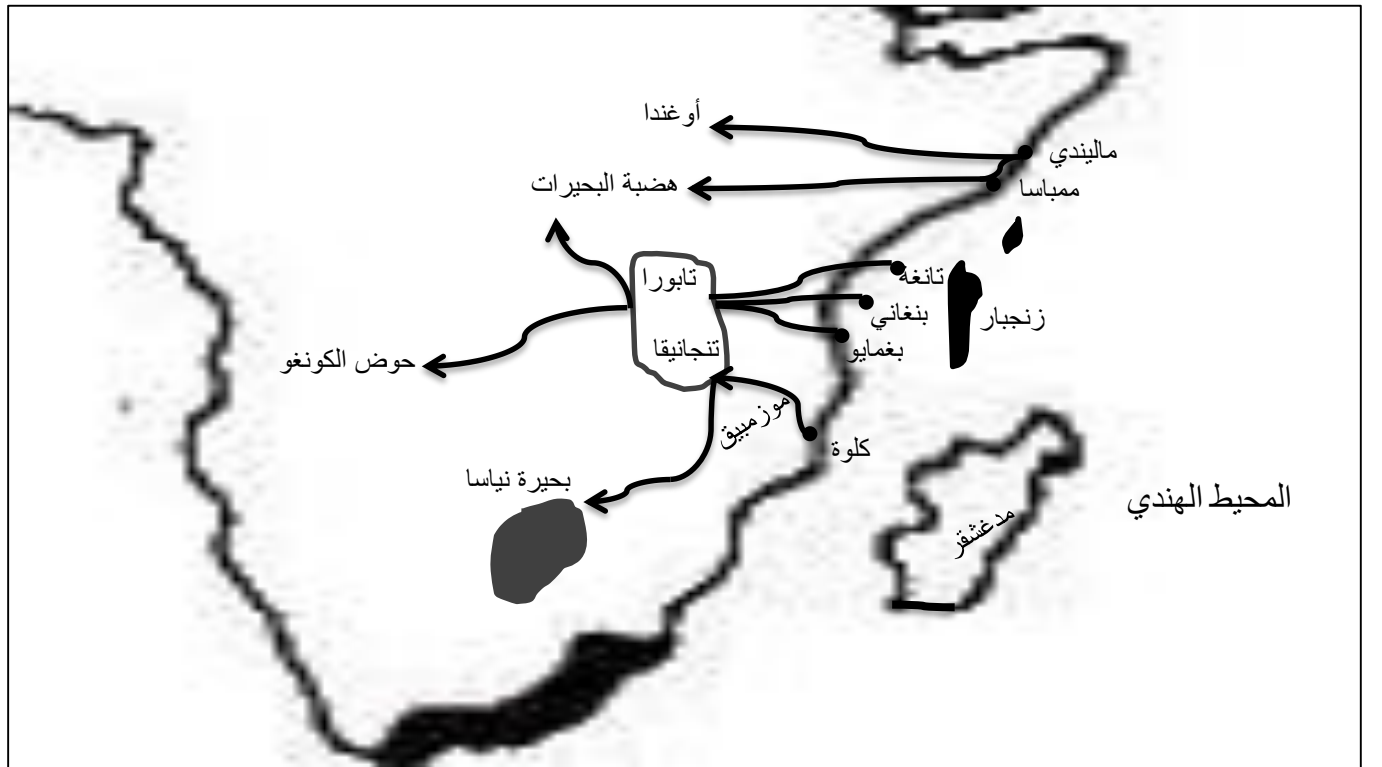 أوغندا
ماليندي
هضبة البحيرات
ممباسا
تابورا
تانغة
بنغاني
زنجبار
تنجانيقا
بغمايو
حوض الكونغو
موزمبيق
كلوة
بحيرة نياسا
المحيط الهندي
مدغشقر